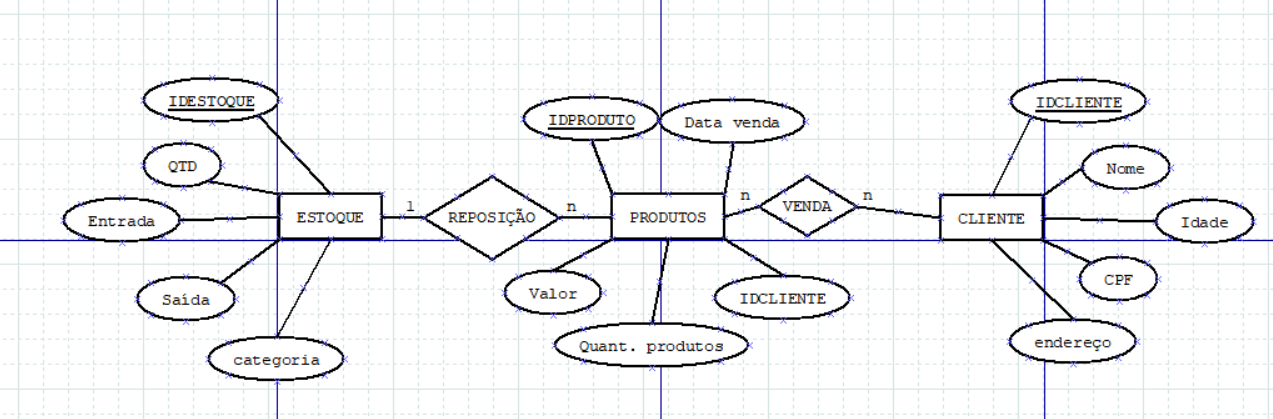 IDESTOQUE
QTD
Entrada
Saída
categoria
ESTOQUE
1
REPOSIÇÃO
n
IDPRODUTO
Data venda
PRODUTOS
Valor
Quant. produtos
IDCLIENTE
n
VENDA
n
IDCLIENTE
Nome
Idade
CLIENTE
CPF
endereço